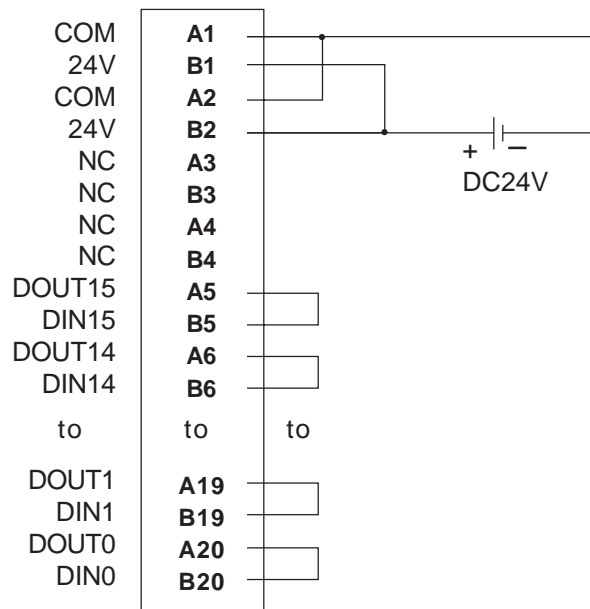 COM A1
24V B1
COM A2
24V B2
NC A3
NC B3
NC A4
NC B4
DOUT15 A5
DIN15 B5
DOUT14 A6
DIN14 B6
to to to
DOUT1 A19
DIN1 B19
DOUT0 A20
DIN0 B20
+ −
DC24V